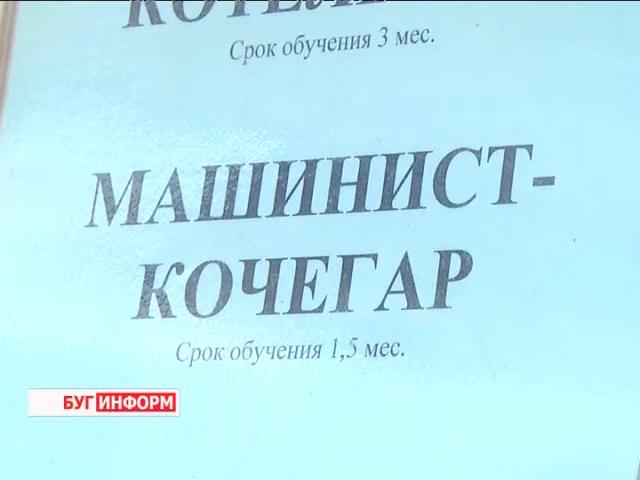 Срок обучения 3 мес.
МАШИНИСТ-
КОЧЕГАР
Срок обучения 1,5 мес.
БУГ ИНФОРМ